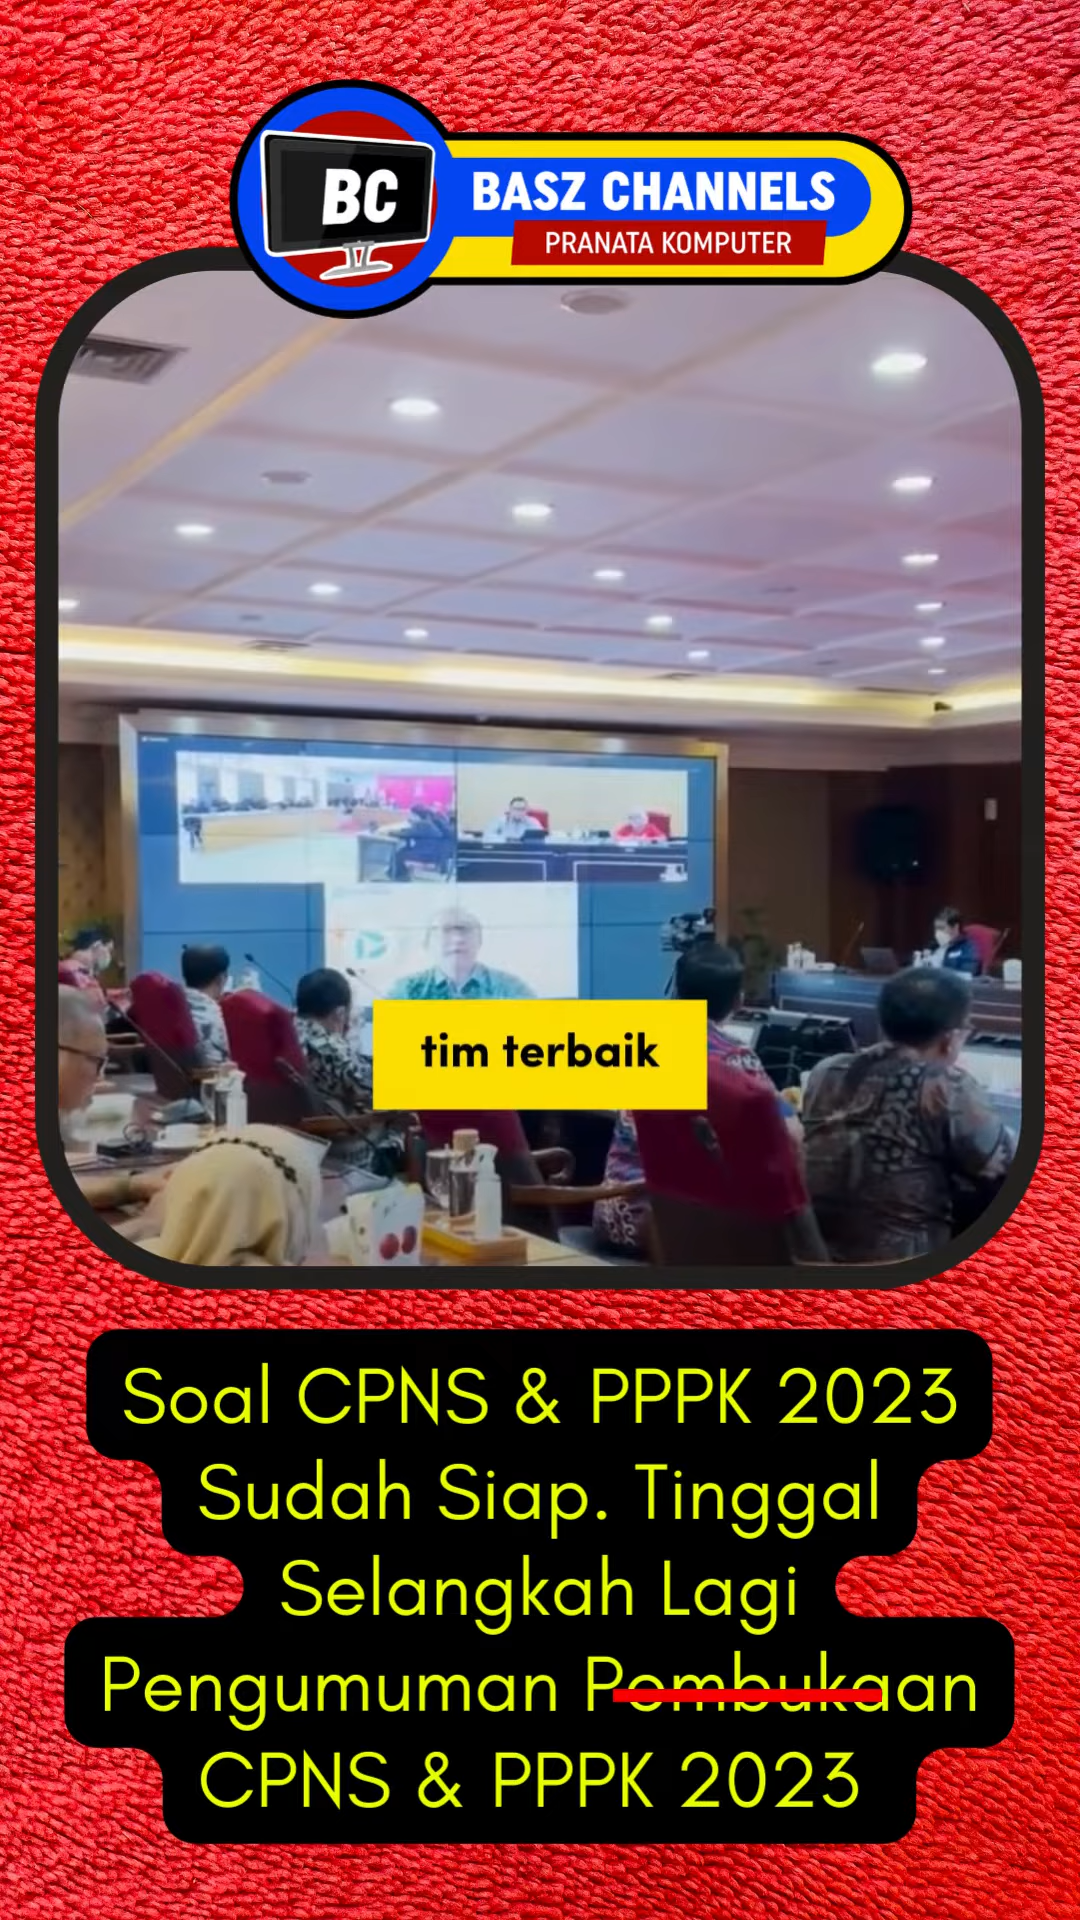 BC
BASZ CHANNELS
PRANATA KOMPUTER
tim terbaik
Soal CPNS & PPPK 2023
Sudah Siap. Tinggal
Selangkah Lagi
Pengumuman Pembukaan
CPNS & PPPK 2023